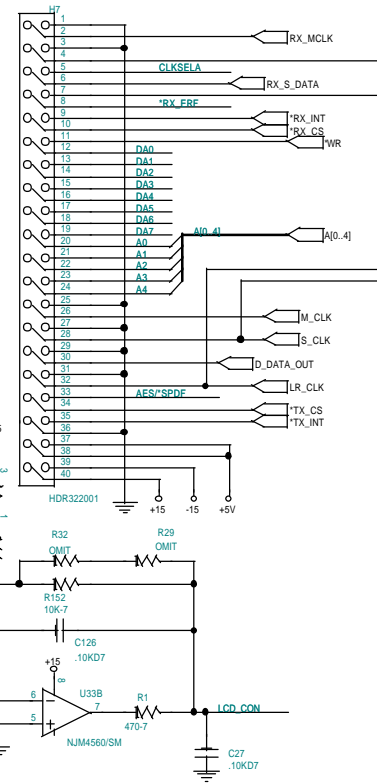 H7
1
2
RX_MCLK
3
4
5 CLKSELA
6
RX_S_DATA
7
8 *RX_ERF
9
*RX_INT
10
*RX_CS
11
*WR
12 DA0
13 DA1
14 DA2
15 DA3
16 DA4
17 DA5
18 DA6
19 DA7
A[0..4]
A[0..4]
20 A0
21 A1
22 A2
23 A3
24 A4
25
26
M_CLK
27
28
S_CLK
29
30
D_DATA_OUT
31
32
LR_CLK
33 AES/*SPDF
34
*TX_CS
35
*TX_INT
36
37
38
39
40
HDR322001
+15
-15
+5V
3
1
R32
OMIT
R29
OMIT
R152
10K-7
C126
.10KD7
+15
8
U33B
6
5
7
NJM4560/SM
R1
470-7
LCD_CON
C27
.10KD7